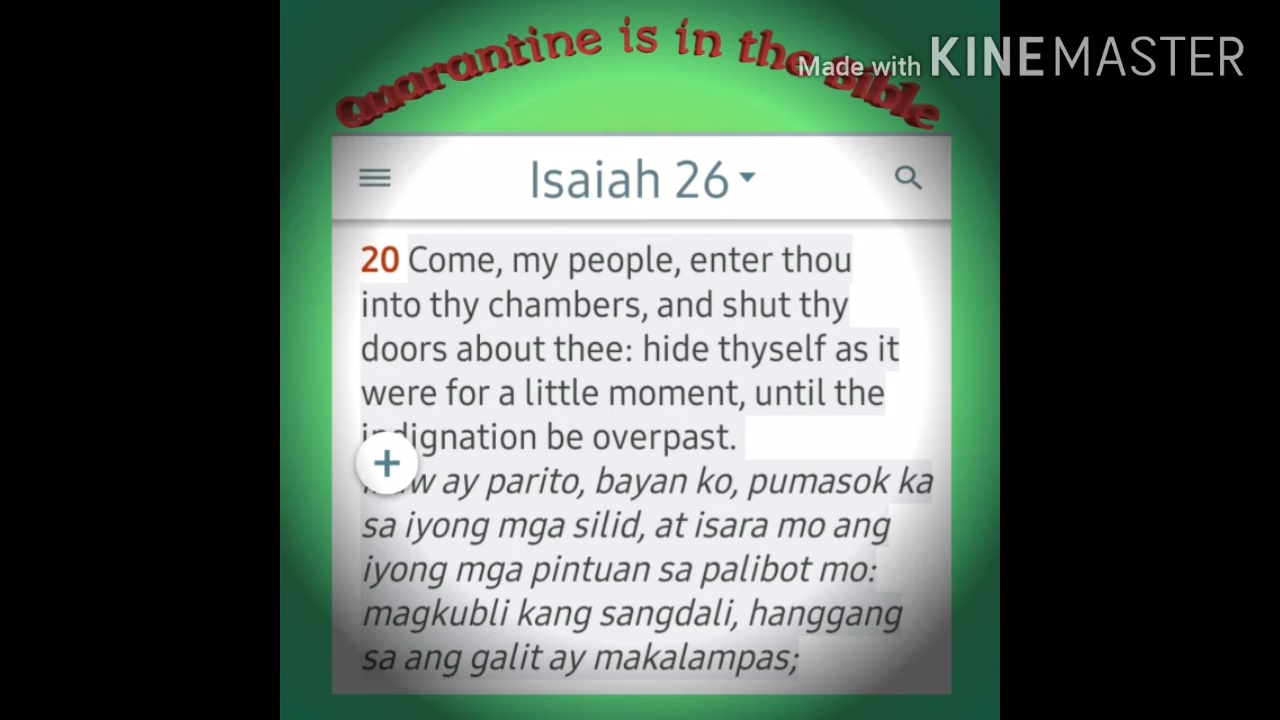 Quarantine is in the Bible
Made with KINEMASTER
Isaiah 26
20 Come, my people, enter thou
into thy chambers, and shut thy
doors about thee: hide thyself as it
were for a little moment, until the
indignation be overpast.
ay parito, bayan ko, pumasok ka
sa iyong mga silid, at isara mo ang
iyong mga pintuan sa palibot mo:
magkubli kang sangdali, hanggang
sa ang galit ay makalampas;